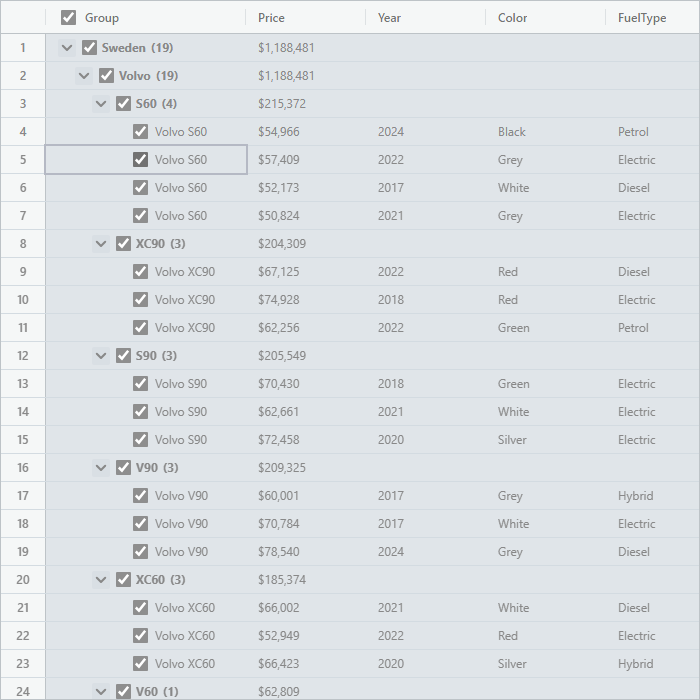 Group Price Year Color FuelType
1 Sweden (19) $1,188,481
2 Volvo (19) $1,188,481
3 S60 (4) $215,372
4 Volvo S60 $54,966 2024 Black Petrol
5 Volvo S60 $57,409 2022 Grey Electric
6 Volvo S60 $52,173 2017 White Diesel
7 Volvo S60 $50,824 2021 Grey Electric
8 XC90 (3) $204,309
9 Volvo XC90 $67,125 2022 Red Diesel
10 Volvo XC90 $74,928 2018 Red Electric
11 Volvo XC90 $62,256 2022 Green Petrol
12 S90 (3) $205,549
13 Volvo S90 $70,430 2018 Green Electric
14 Volvo S90 $62,661 2021 White Electric
15 Volvo S90 $72,458 2020 Silver Electric
16 V90 (3) $209,325
17 Volvo V90 $60,001 2017 Grey Hybrid
18 Volvo V90 $70,784 2017 White Electric
19 Volvo V90 $78,540 2024 Grey Diesel
20 XC60 (3) $185,374
21 Volvo XC60 $66,002 2021 White Diesel
22 Volvo XC60 $52,949 2022 Red Electric
23 Volvo XC60 $66,423 2020 Silver Hybrid
24 V60 (1) $62,809